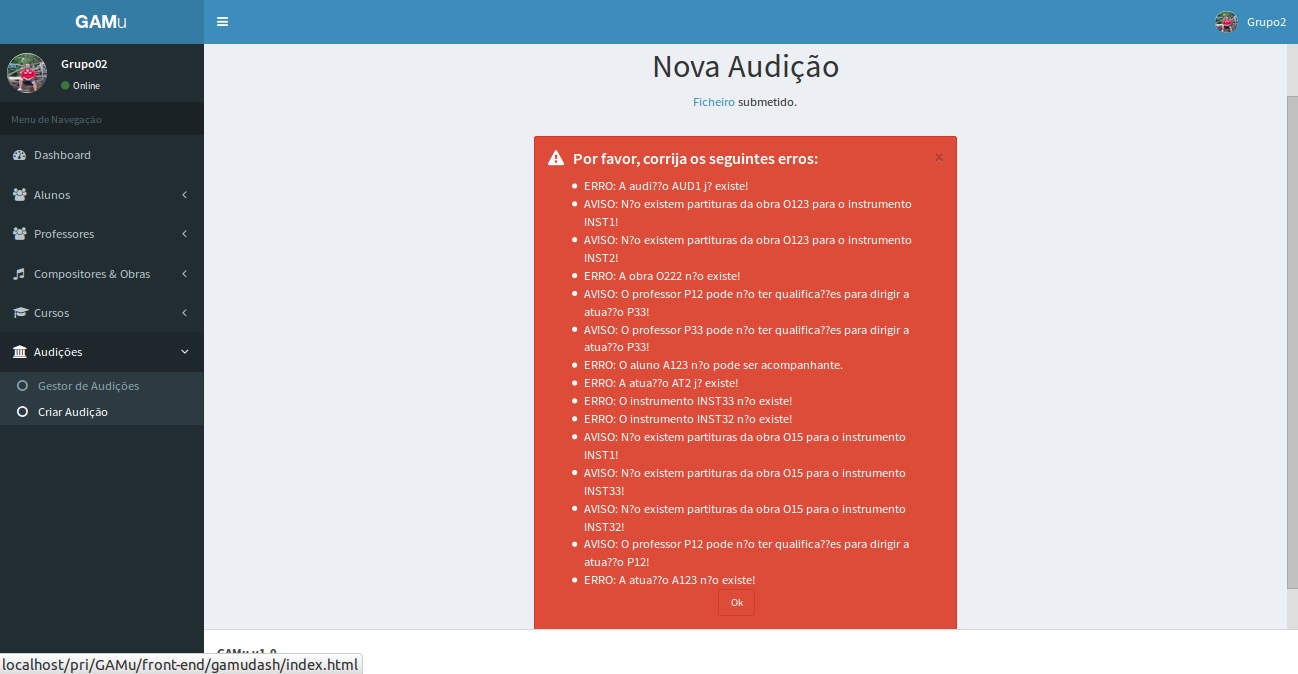 GAMu
Grupo2
Grupo02
Online
Menu de Navegação
Dashboard
Alunos
Professores
Compositores & Obras
Cursos
Audições
Gestor de Audições
Criar Audição
Nova Audição
Ficheiro submetido.
Por favor, corrija os seguintes erros:
×
ERRO: A audi??o AUD1 j? existe!
AVISO: N?o existem partituras da obra O123 para o instrumento
INST1!
AVISO: N?o existem partituras da obra O123 para o instrumento
INST2!
ERRO: A obra O222 n?o existe!
AVISO: O professor P12 pode n?o ter qualifica??es para dirigir a
atua??o P33!
AVISO: O professor P33 pode n?o ter qualifica??es para dirigir a
atua??o P33!
ERRO: O aluno A123 n?o pode ser acompanhante.
ERRO: A atua??o AT2 j? existe!
ERRO: O instrumento INST33 n?o existe!
ERRO: O instrumento INST32 n?o existe!
AVISO: N?o existem partituras da obra O15 para o instrumento
INST1!
AVISO: N?o existem partituras da obra O15 para o instrumento
INST33!
AVISO: N?o existem partituras da obra O15 para o instrumento
INST32!
AVISO: O professor P12 pode n?o ter qualifica??es para dirigir a
atua??o P12!
ERRO: A atua??o A123 n?o existe!
Ok
GAMu v1.0
localhost/pri/GAMu/front-end/gamudash/index.html